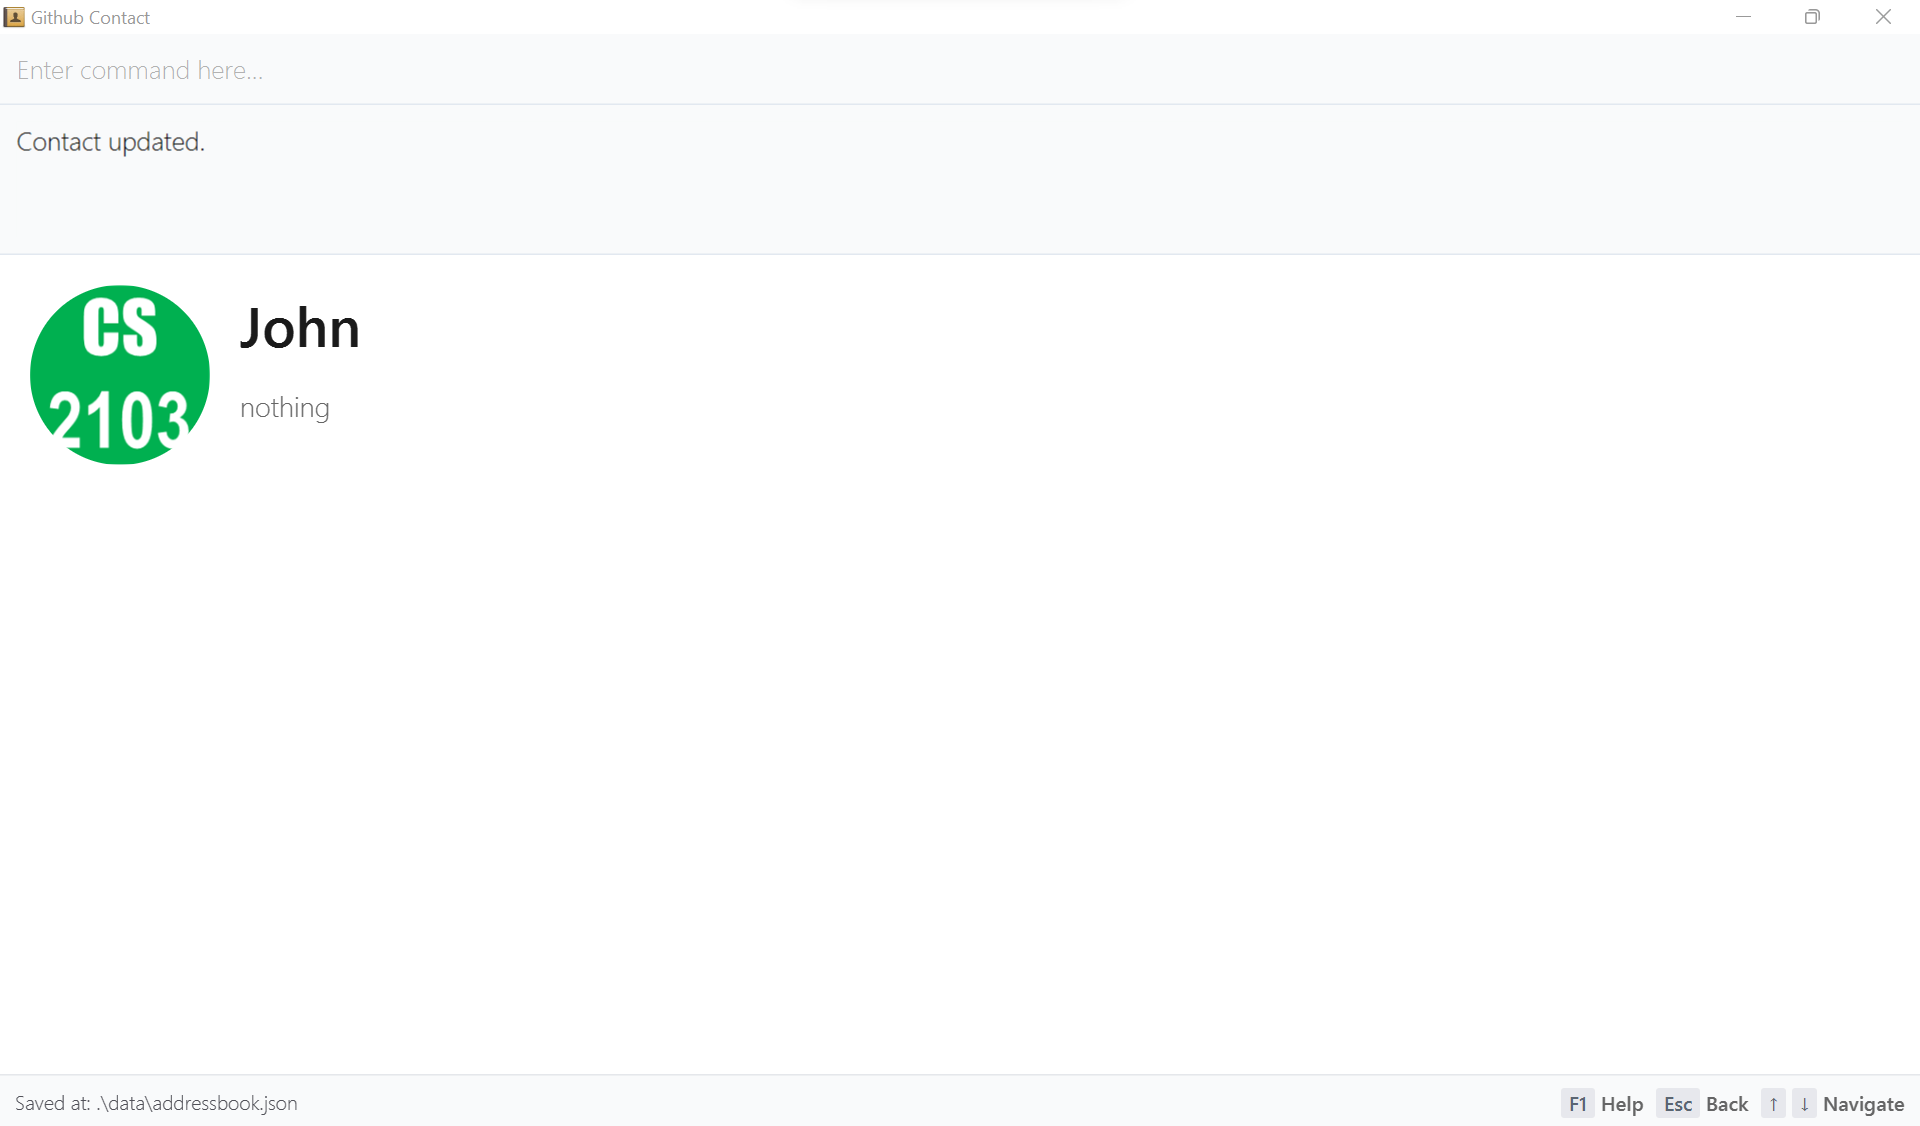 Github Contact
Enter command here...
Contact updated.
CS
2103
John
nothing
Saved at: .\data\addressbook.json
F1 Help Esc Back ↑ ↓ Navigate